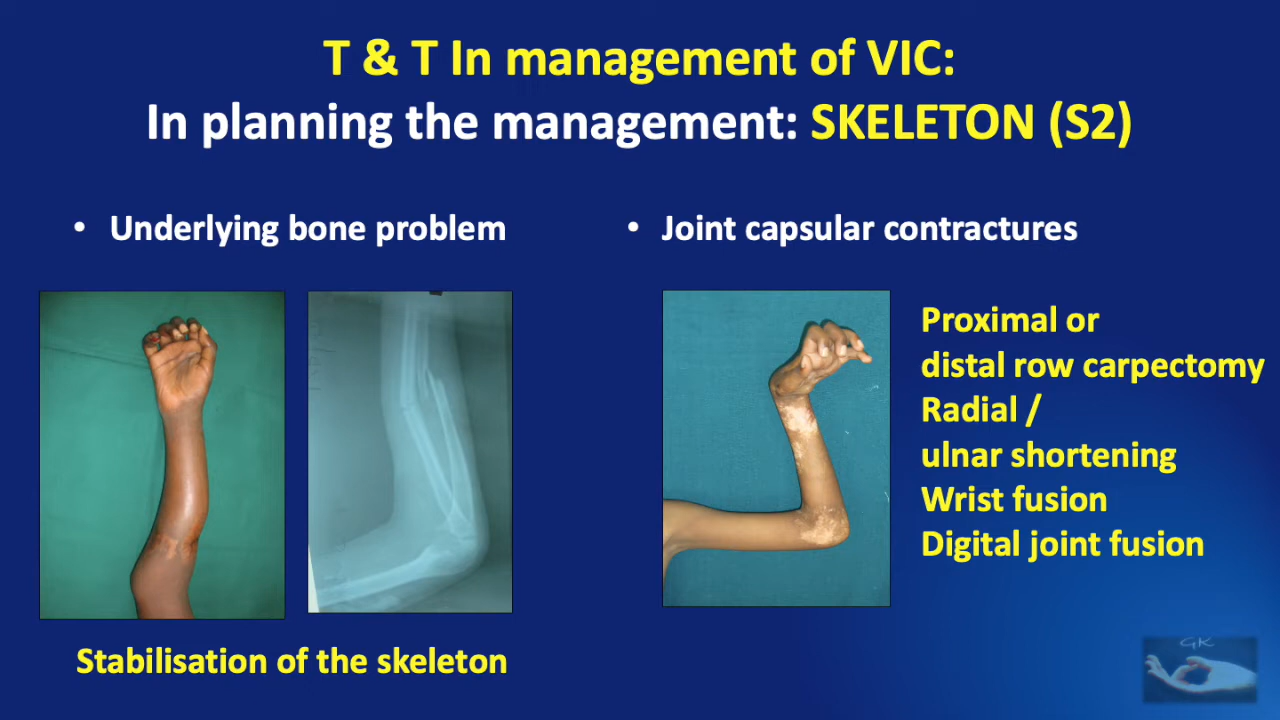 T & T In management of VIC:
In planning the management: SKELETON (S2)
• Underlying bone problem
• Joint capsular contractures
Proximal or
distal row carpectomy
Radial /
ulnar shortening
Wrist fusion
Digital joint fusion
Stabilisation of the skeleton
GK